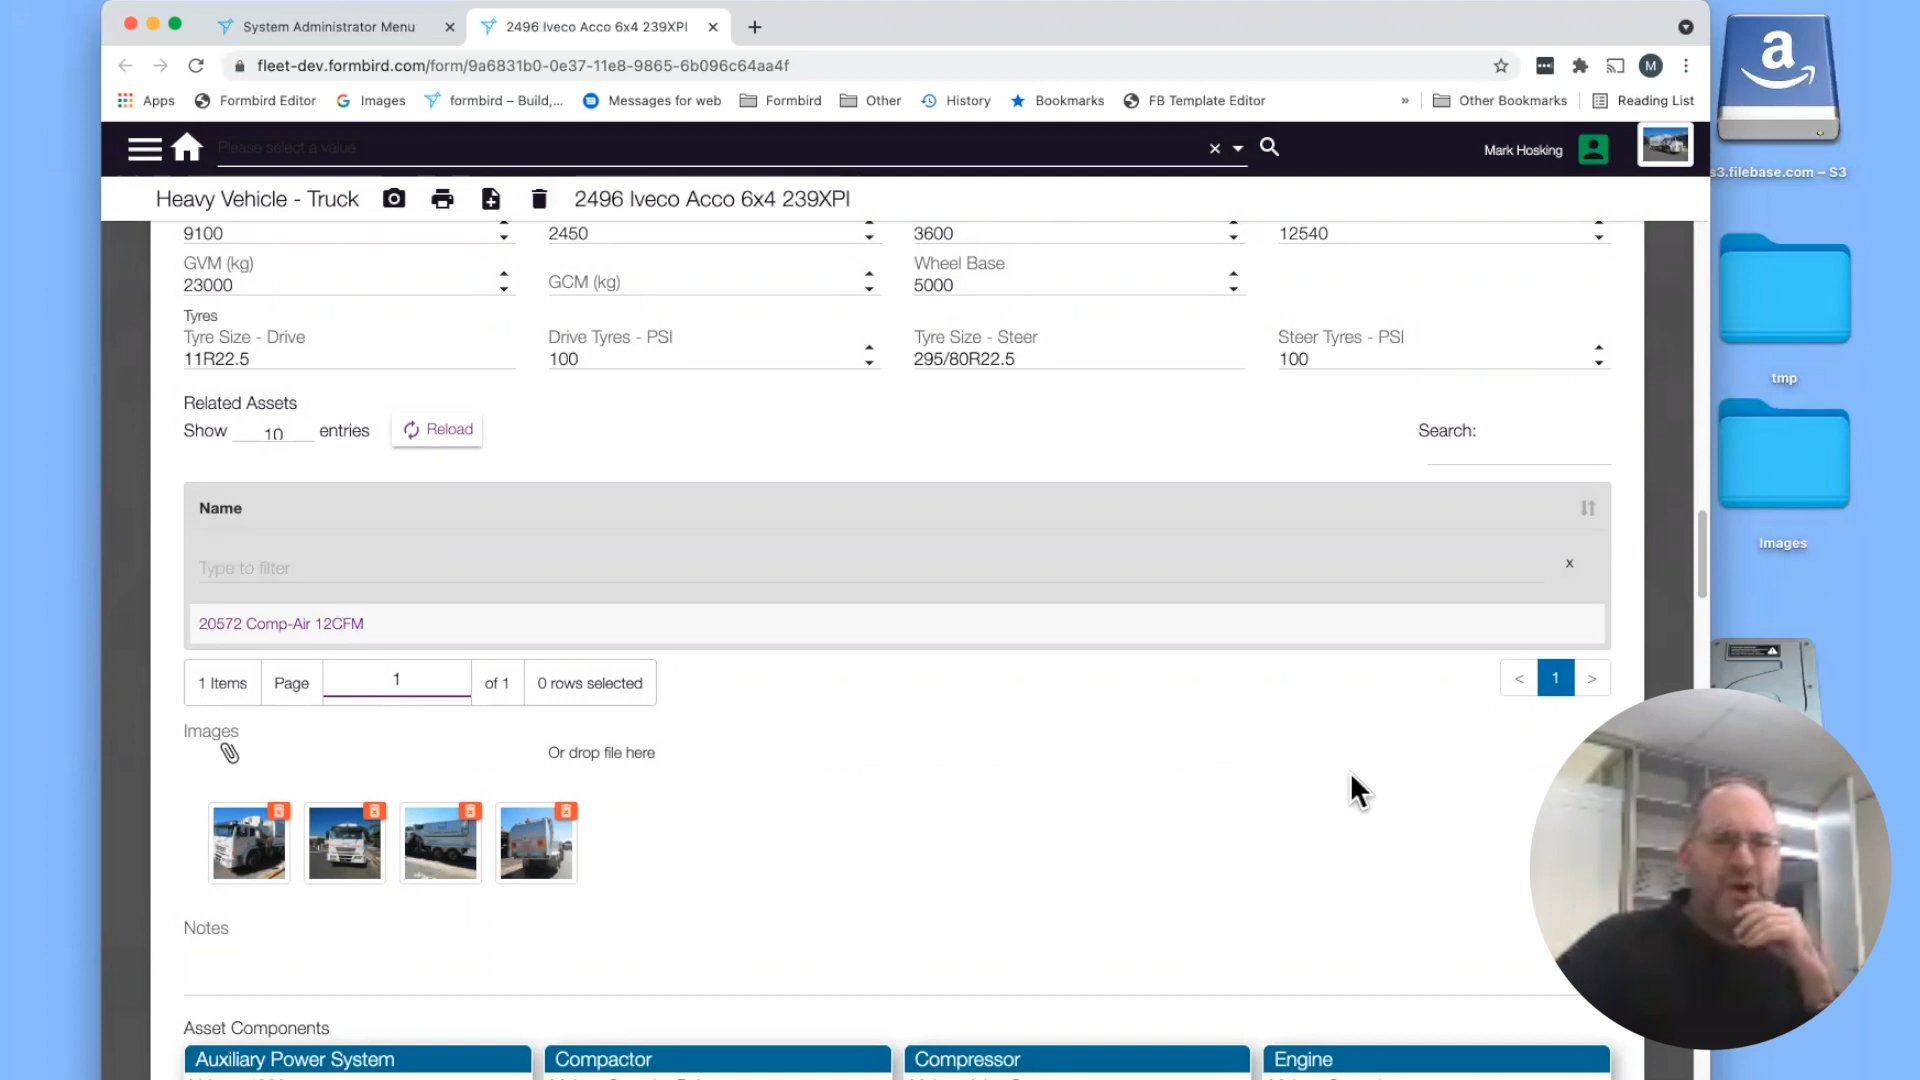 System Administrator Menu
2496 Iveco Acco 6x4 239XPI
fleet-dev.formbird.com/form/9a6831b0-0e37-11e8-9865-6b096c64aa4f
M
Apps
Formbird Editor
Images
formbird – Build,...
Messages for web
Formbird
Other
History
Bookmarks
FB Template Editor
»
Other Bookmarks
Reading List
Please select a value
Mark Hosking
s3.filebase.com – S3
Heavy Vehicle - Truck
2496 Iveco Acco 6x4 239XPI
9100
2450
3600
12540
GVM (kg)
23000
GCM (kg)
Wheel Base
5000
Tyres
Tyre Size - Drive
11R22.5
Drive Tyres - PSI
100
Tyre Size - Steer
295/80R22.5
Steer Tyres - PSI
100
tmp
Related Assets
Show 10 entries
Reload
Search:
Name
Images
Type to filter
x
20572 Comp-Air 12CFM
1 Items
Page
1
of 1
0 rows selected
<
1
>
Images
Or drop file here
Notes
Asset Components
Auxiliary Power System
Compactor
Compressor
Engine